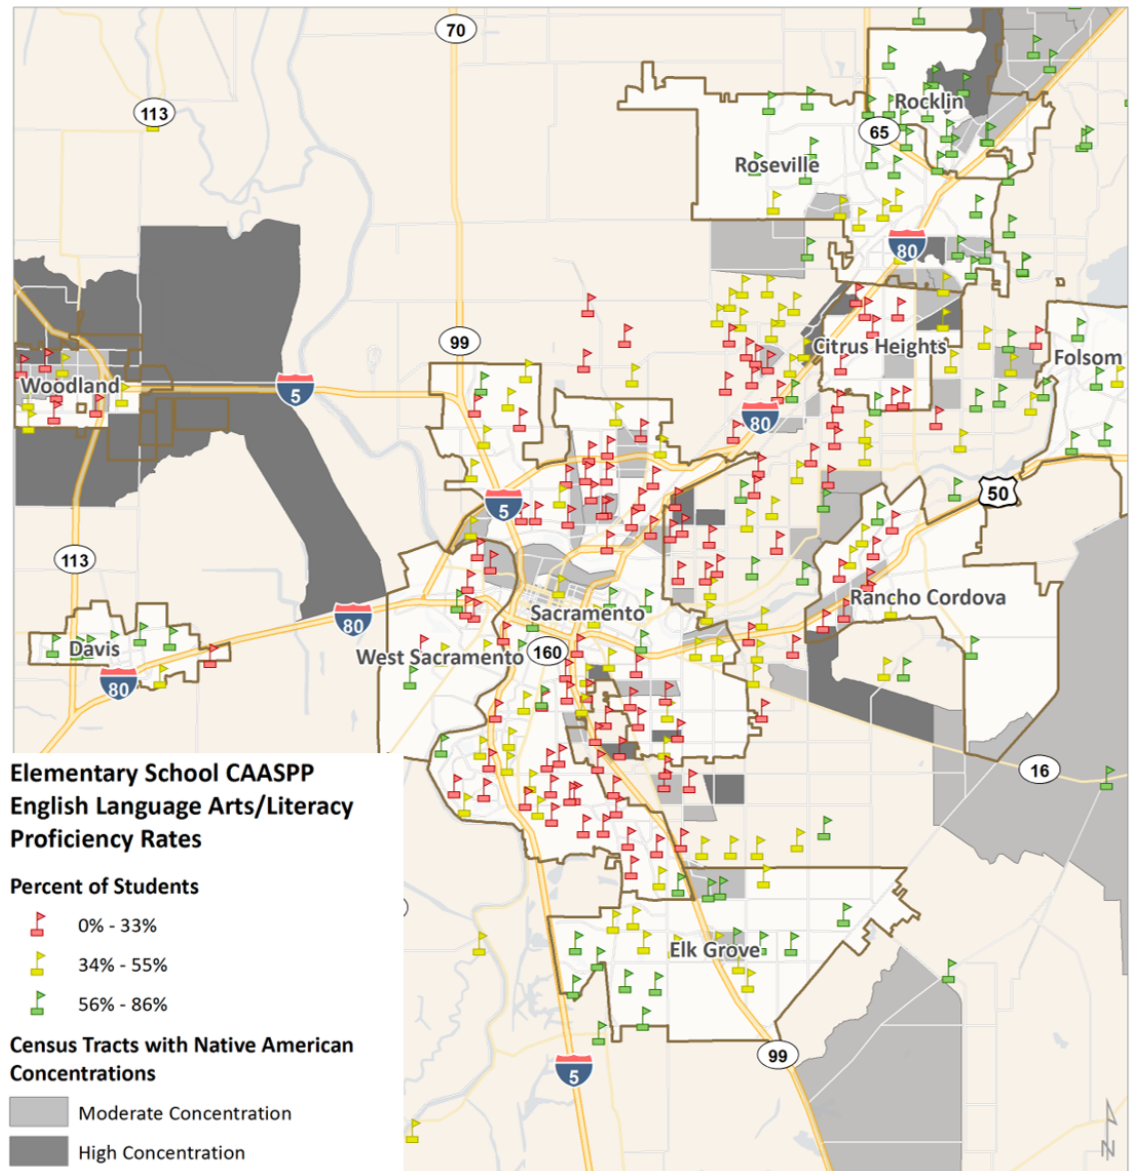 70
113
Rocklin
65
Roseville
80
99
Citrus Heights
Folsom
Woodland
5
80
50
5
113
Rancho Cordova
80
Sacramento
Davis
West Sacramento
160
80
16
Elementary School CAASPP
English Language Arts/Literacy
Proficiency Rates
Percent of Students
0% - 33%
34% - 55%
56% - 86%
Elk Grove
Census Tracts with Native American
Concentrations
99
5
Moderate Concentration
High Concentration
N